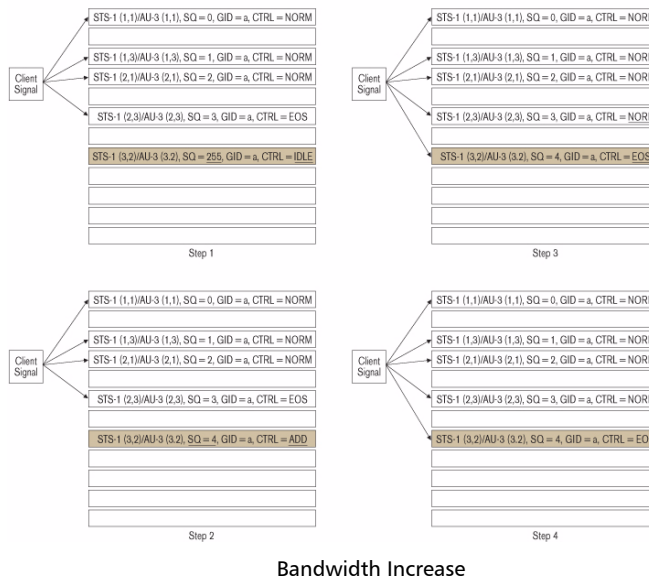 STS-1 (1,1)/AU-3 (1,1), SQ = 0, GID = a, CTRL = NORM
STS-1 (1,3)/AU-3 (1,3), SQ = 1, GID = a, CTRL = NORM
Client
Signal
STS-1 (2,1)/AU-3 (2,1), SQ = 2, GID = a, CTRL = NORM
STS-1 (2,3)/AU-3 (2,3), SQ = 3, GID = a, CTRL = EOS
STS-1 (3,2)/AU-3 (3.2), SQ = 255, GID = a, CTRL = IDLE
Step 1
STS-1 (1,1)/AU-3 (1,1), SQ = 0, GID = a, CTRL = NOR
STS-1 (1,3)/AU-3 (1,3), SQ = 1, GID = a, CTRL = NOR
Client
Signal
STS-1 (2,1)/AU-3 (2,1), SQ = 2, GID = a, CTRL = NOR
STS-1 (2,3)/AU-3 (2,3), SQ = 3, GID = a, CTRL = NOR
STS-1 (3,2)/AU-3 (3.2), SQ = 4, GID = a, CTRL = EOS
Step 3
STS-1 (1,1)/AU-3 (1,1), SQ = 0, GID = a, CTRL = NORM
STS-1 (1,3)/AU-3 (1,3), SQ = 1, GID = a, CTRL = NORM
Client
Signal
STS-1 (2,1)/AU-3 (2,1), SQ = 2, GID = a, CTRL = NORM
STS-1 (2,3)/AU-3 (2,3), SQ = 3, GID = a, CTRL = EOS
STS-1 (3,2)/AU-3 (3.2), SQ = 4, GID = a, CTRL = ADD
Step 2
STS-1 (1,1)/AU-3 (1,1), SQ = 0, GID = a, CTRL = NOR
STS-1 (1,3)/AU-3 (1,3), SQ = 1, GID = a, CTRL = NOR
Client
Signal
STS-1 (2,1)/AU-3 (2,1), SQ = 2, GID = a, CTRL = NOR
STS-1 (2,3)/AU-3 (2,3), SQ = 3, GID = a, CTRL = NOR
STS-1 (3,2)/AU-3 (3.2), SQ = 4, GID = a, CTRL = EO
Step 4
Bandwidth Increase